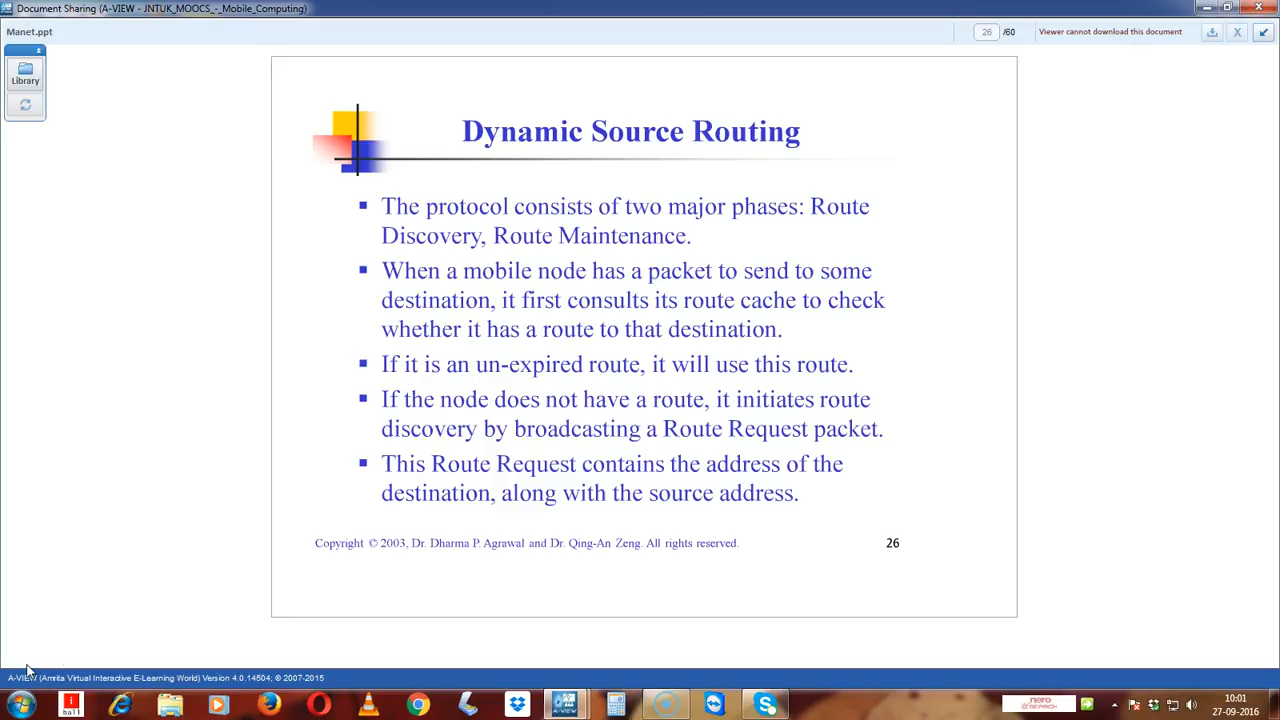 Document Sharing (A-VIEW - JNTUK_MOOCS_-_Mobile_Computing)
Manet.ppt
26 /60
Viewer cannot download this document
X
Library
Dynamic Source Routing
The protocol consists of two major phases: Route
Discovery, Route Maintenance.
When a mobile node has a packet to send to some
destination, it first consults its route cache to check
whether it has a route to that destination.
If it is an un-expired route, it will use this route.
If the node does not have a route, it initiates route
discovery by broadcasting a Route Request packet.
This Route Request contains the address of the
destination, along with the source address.
Copyright © 2003, Dr. Dharma P. Agrawal and Dr. Qing-An Zeng. All rights reserved.
26
A-VIEW (Amrita Virtual Interactive E-Learning World) Version 4.0.14504; © 2007-2015
i
ball
A-VIEW
nero
SEARCH
10:01
27-09-2016